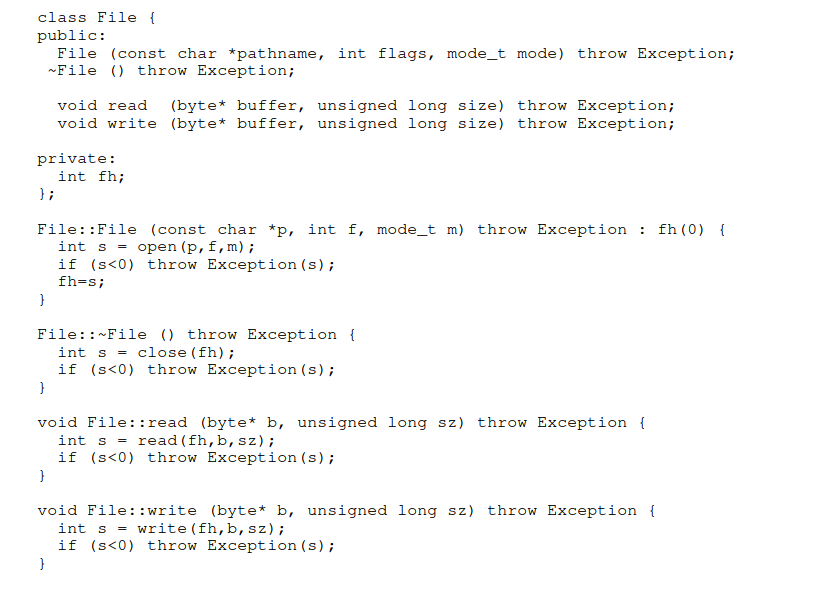 class File {
public:
  File (const char *pathname, int flags, mode_t mode) throw Exception;
 ~File () throw Exception;

  void read  (byte* buffer, unsigned long size) throw Exception;
  void write (byte* buffer, unsigned long size) throw Exception;

private:
  int fh;
};

File::File (const char *p, int f, mode_t m) throw Exception : fh(0) {
  int s = open(p,f,m);
  if (s<0) throw Exception(s);
  fh=s;
}

File::~File () throw Exception {
  int s = close(fh);
  if (s<0) throw Exception(s);
}

void File::read (byte* b, unsigned long sz) throw Exception {
  int s = read(fh,b,sz);
  if (s<0) throw Exception(s);
}

void File::write (byte* b, unsigned long sz) throw Exception {
  int s = write(fh,b,sz);
  if (s<0) throw Exception(s);
}